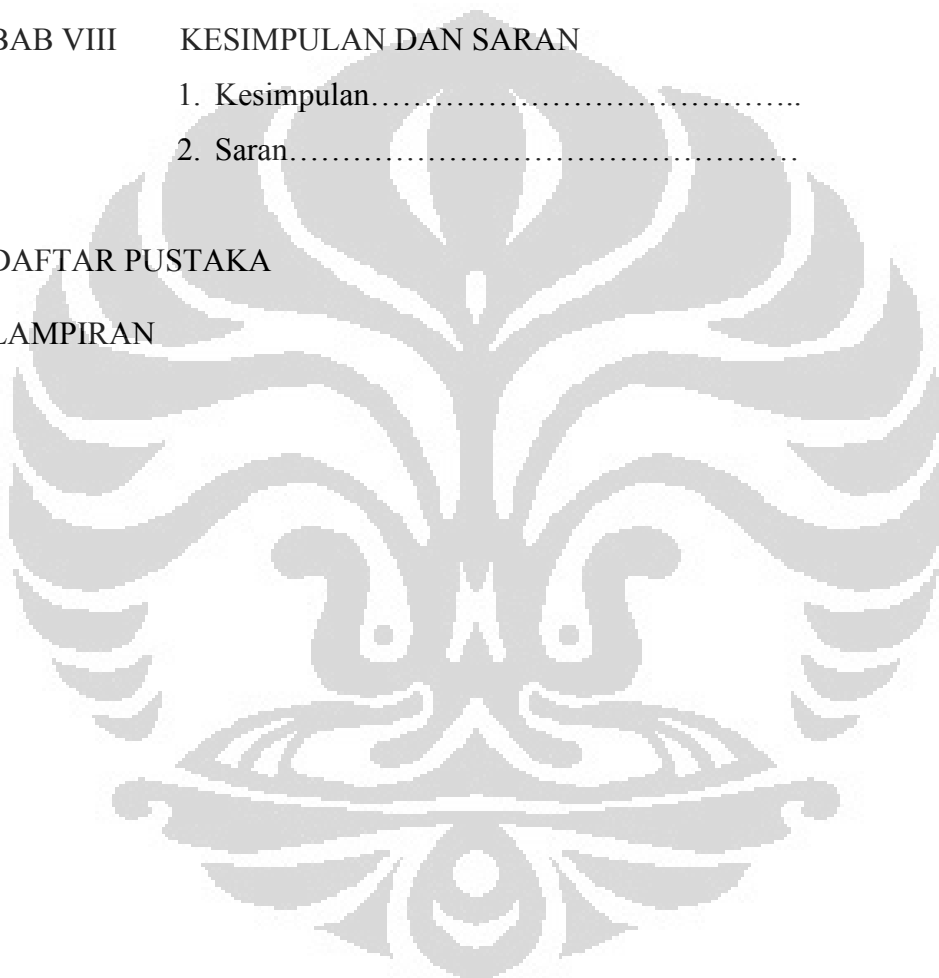 BAB VIII KESIMPULAN DAN SARAN
1. Kesimpulan…………………………………..
2. Saran…………………………………………
DAFTAR PUSTAKA
LAMPIRAN